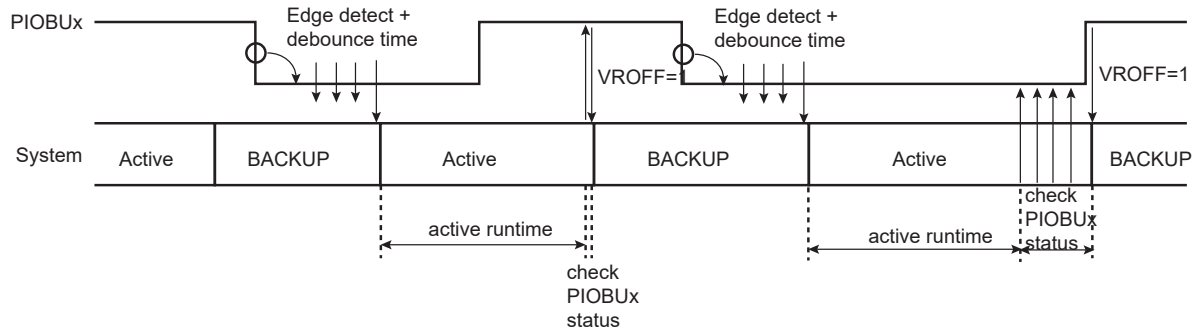 PIOBUx
Edge detect +
debounce time
VROFF=1
Edge detect +
debounce time
VROFF=1
System
Active
BACKUP
Active
BACKUP
Active
BACKUP
active runtime
check
PIOBUx
status
active runtime
check
PIOBUx
status